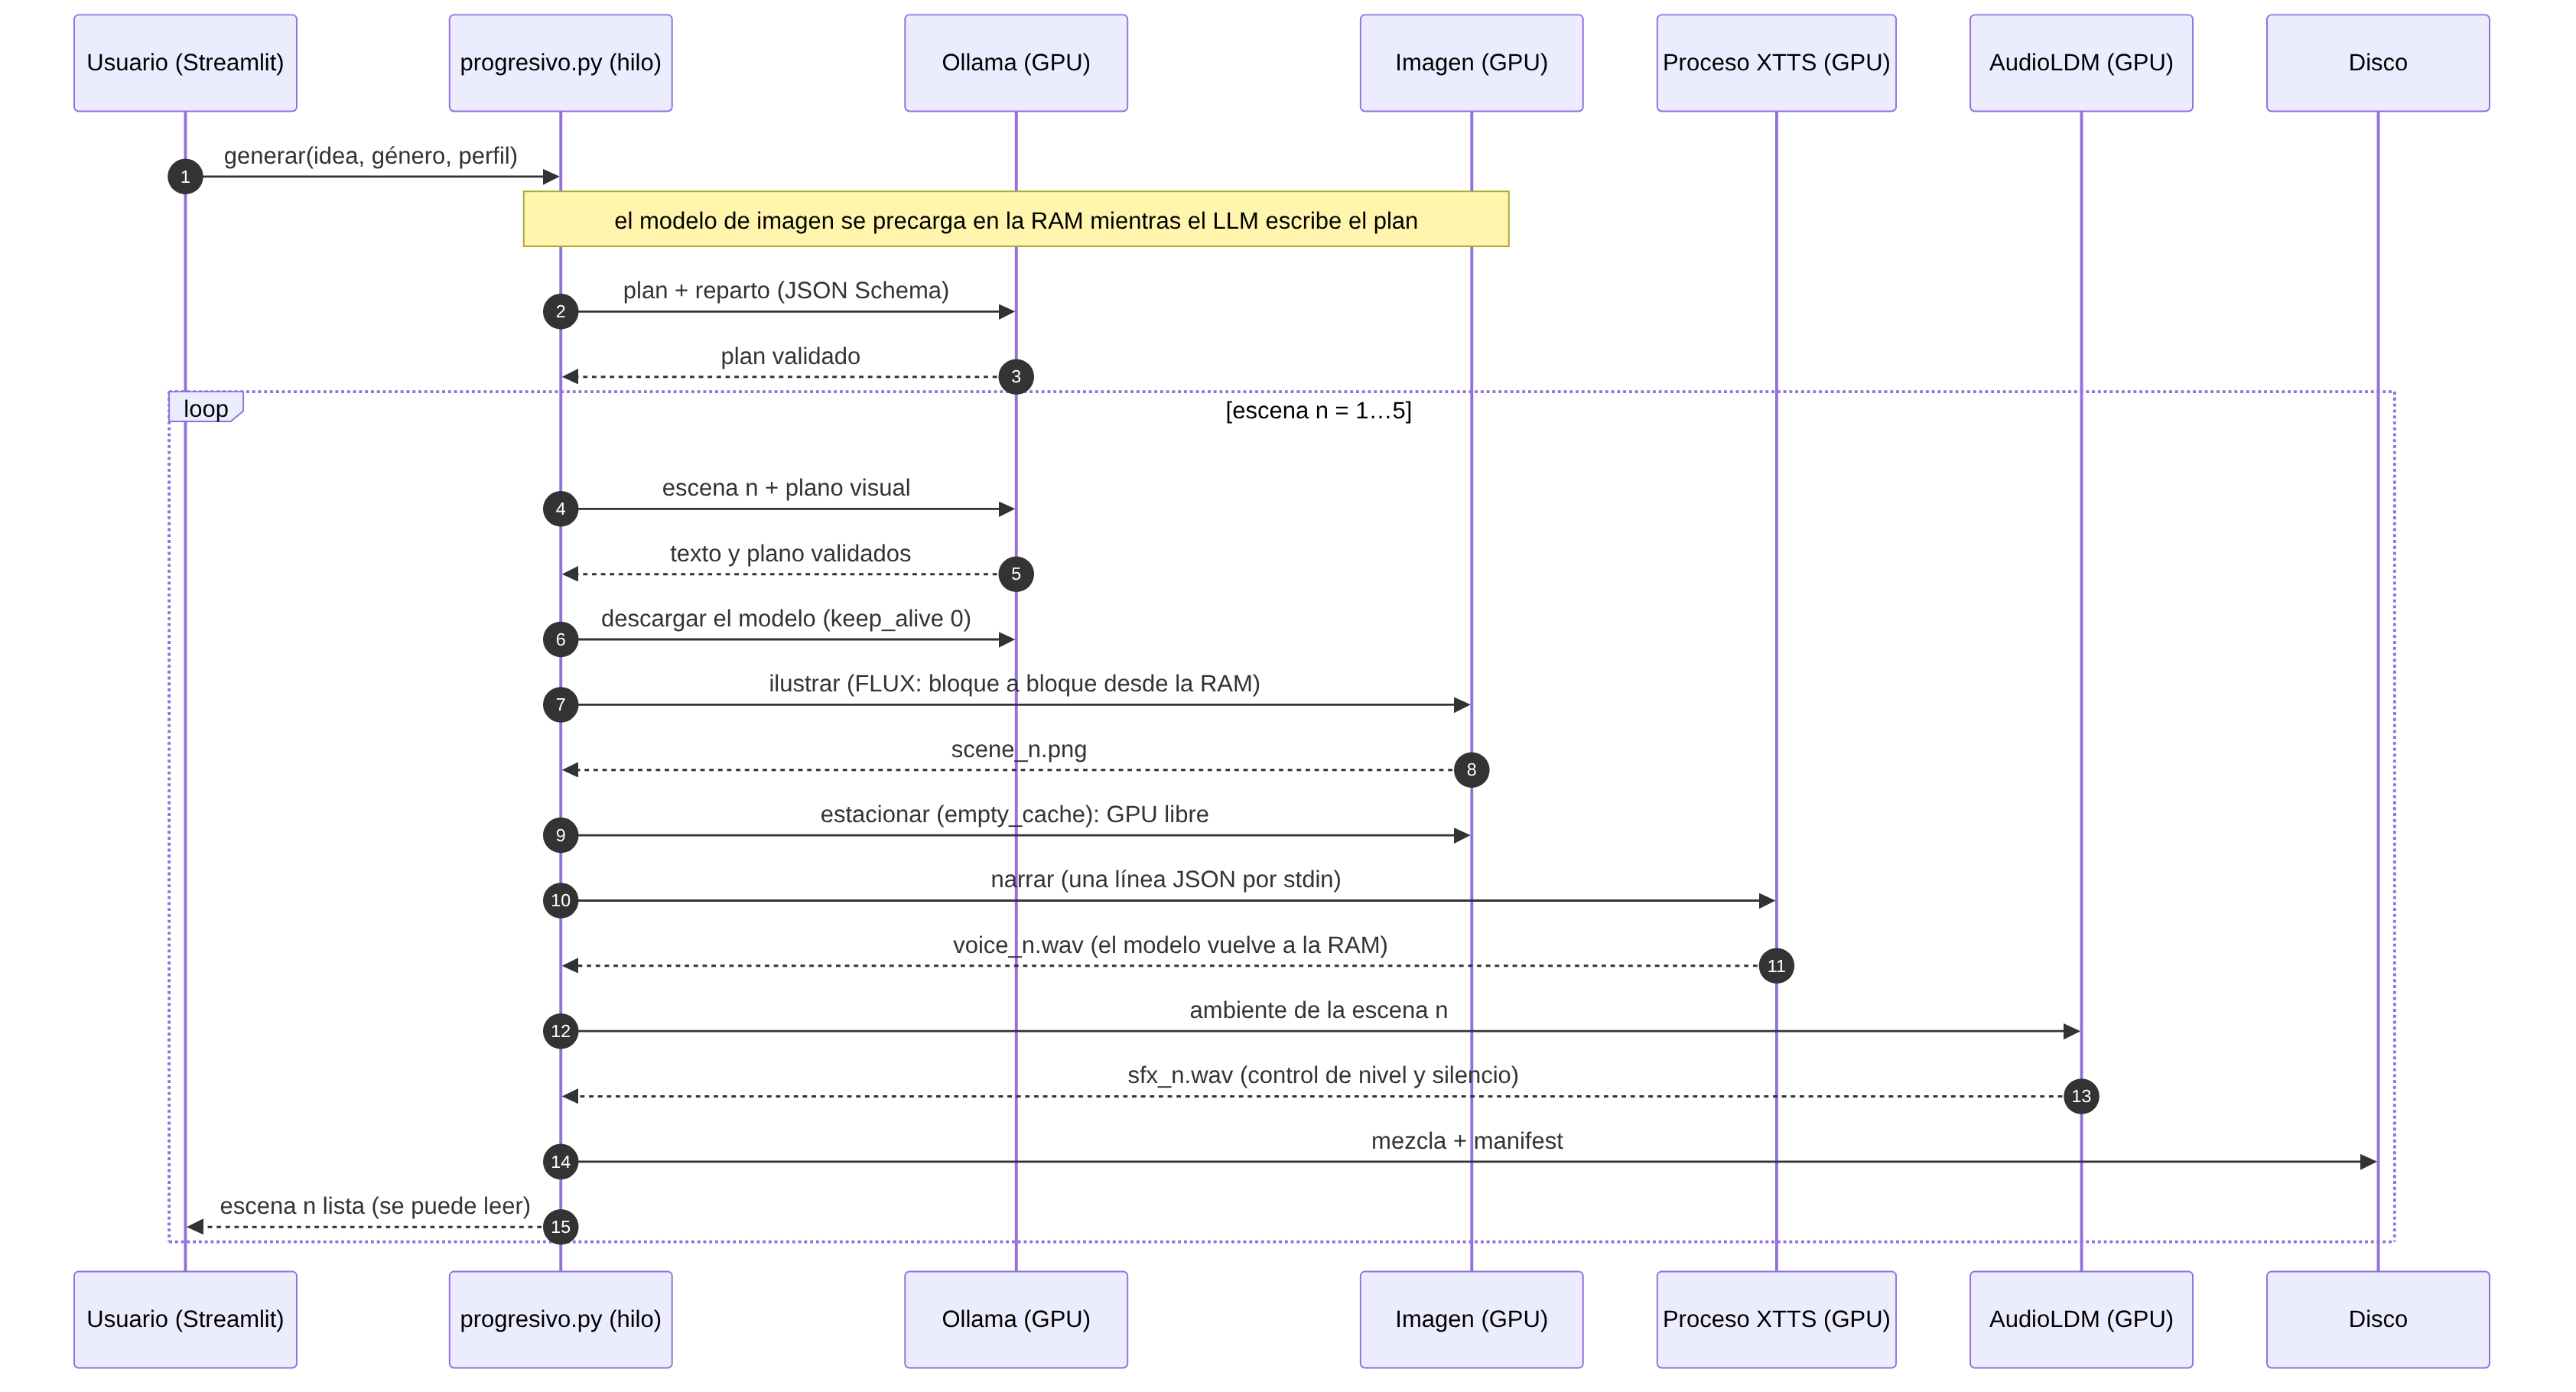 Usuario (Streamlit)
progresivo.py (hilo)
Ollama (GPU)
Imagen (GPU)
Proceso XTTS (GPU)
AudioLDM (GPU)
Disco
generar(idea, género, perfil)
1
el modelo de imagen se precarga en la RAM mientras el LLM escribe el plan
plan + reparto (JSON Schema)
2
plan validado
3
loop
[escena n = 1…5]
escena n + plano visual
4
texto y plano validados
5
descargar el modelo (keep_alive 0)
6
ilustrar (FLUX: bloque a bloque desde la RAM)
7
scene_n.png
8
estacionar (empty_cache): GPU libre
9
narrar (una línea JSON por stdin)
10
voice_n.wav (el modelo vuelve a la RAM)
11
ambiente de la escena n
12
sfx_n.wav (control de nivel y silencio)
13
mezcla + manifest
14
escena n lista (se puede leer)
15
Usuario (Streamlit)
progresivo.py (hilo)
Ollama (GPU)
Imagen (GPU)
Proceso XTTS (GPU)
AudioLDM (GPU)
Disco